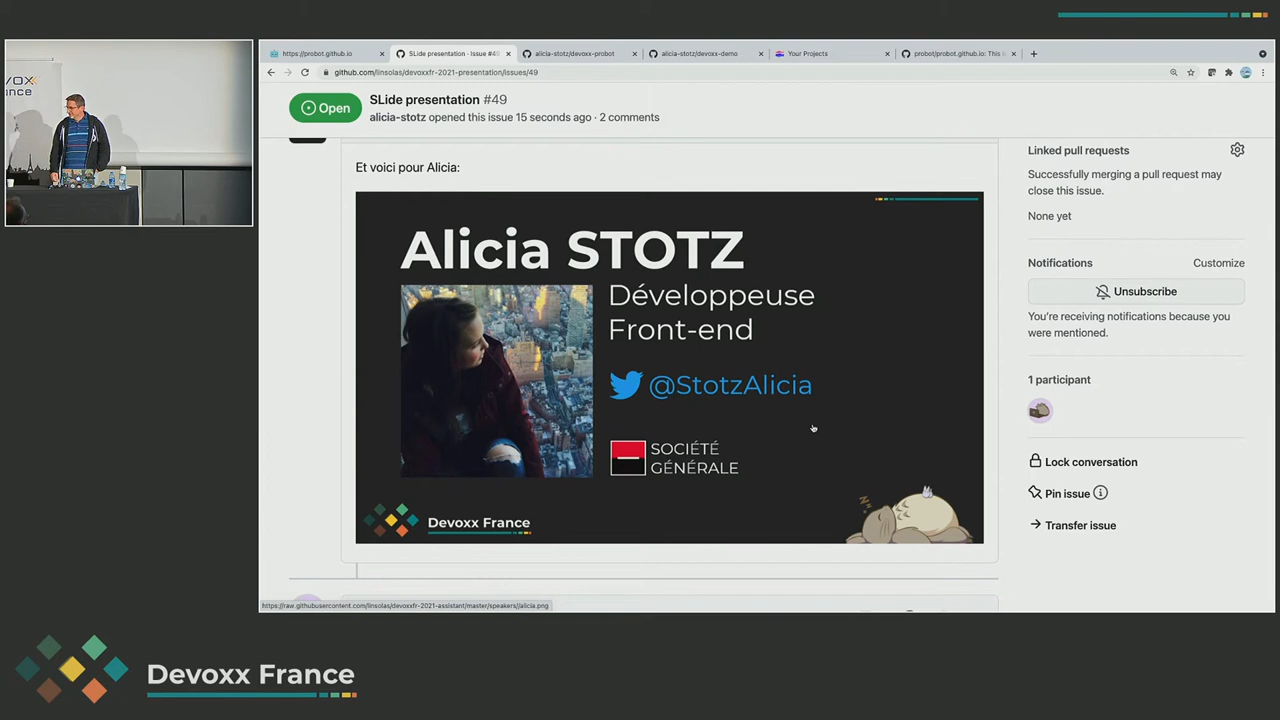 https://probot.github.io
SLide presentation · Issue #49
alicia-stotz/devoxx-probot
alicia-stotz/devoxx-demo
Your Projects
probot/probot.github.io: This is
github.com/linsolas/devoxxfr-2021-presentation/issues/49
Open
SLide presentation #49
alicia-stotz opened this issue 15 seconds ago · 2 comments
Et voici pour Alicia:
Alicia STOTZ
Développeuse
Front-end
@StotzAlicia
SOCIÉTÉ
GÉNÉRALE
Devoxx France
Linked pull requests
Successfully merging a pull request may
close this issue.
None yet
Notifications
Customize
Unsubscribe
You're receiving notifications because you
were mentioned.
1 participant
Lock conversation
Pin issue
Transfer issue
https://raw.githubusercontent.com/linsolas/devoxxfr-2021-assistant/master/speakers//alicia.png
Devoxx France